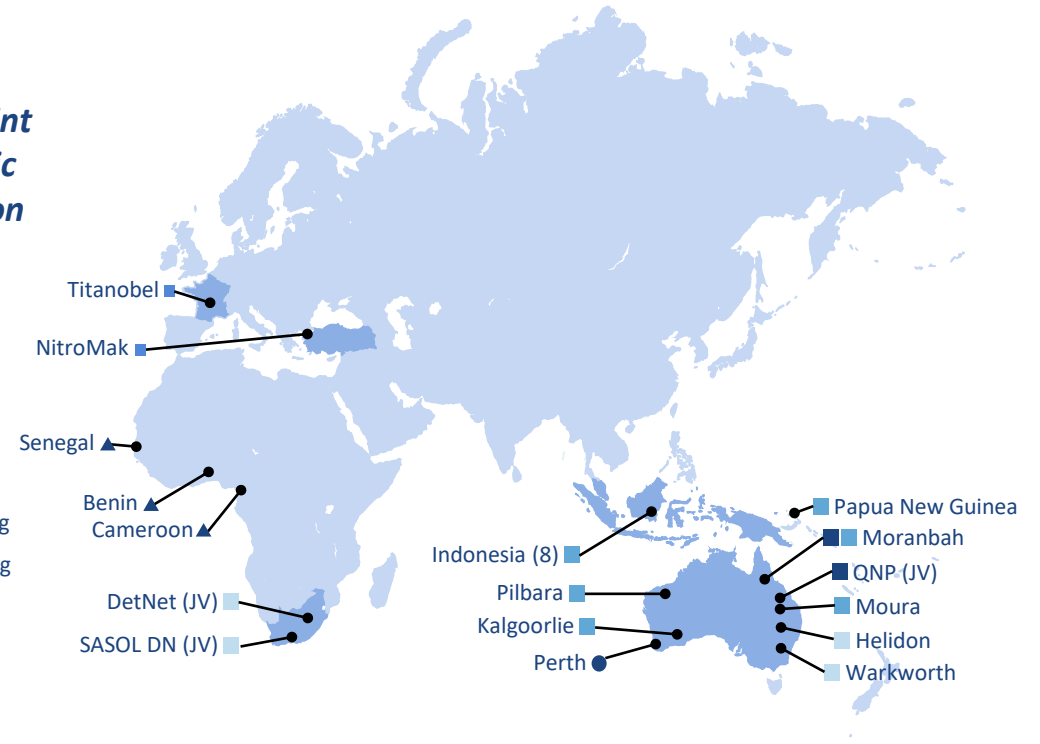 Titanobel
NitroMak
Senegal
Benin
Cameroon
DetNet (JV)
SASOL DN (JV)
Indonesia (8)
Pilbara
Kalgoorlie
Perth
Papua New Guinea
Moranbah
QNP (JV)
Moura
Helidon
Warkworth